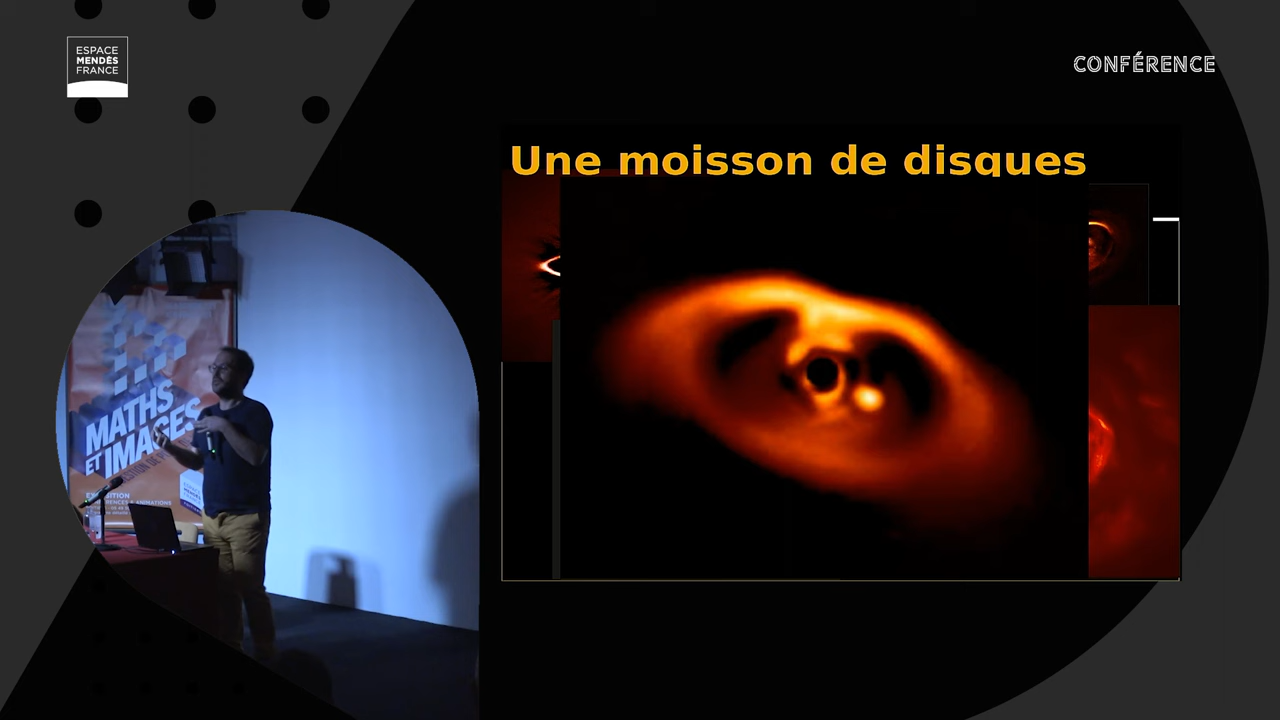 ESPACE
MENDÈS
FRANCE
CONFÉRENCE
Une moisson de disques
MATHS
ET IMAGES